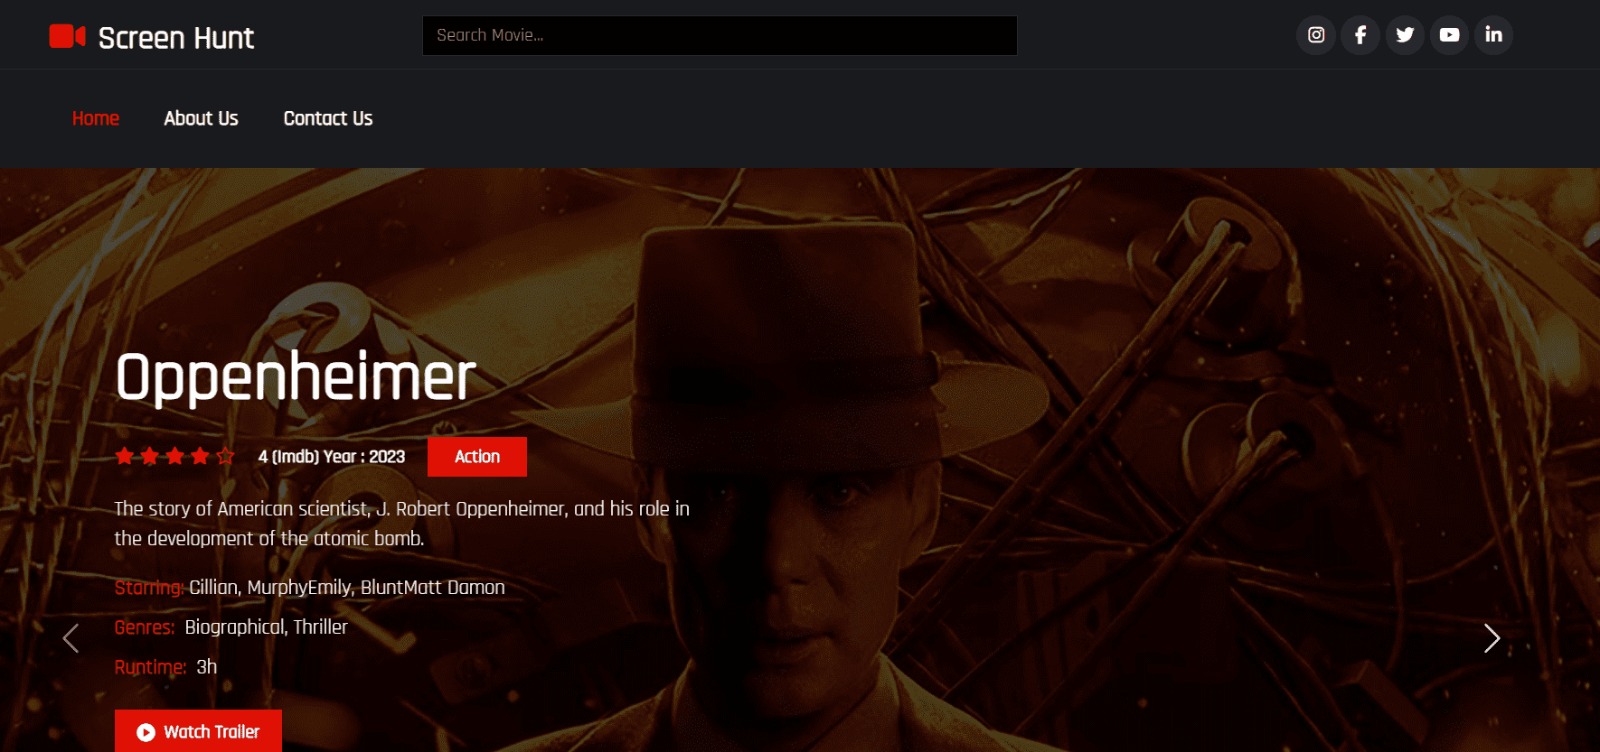 Screen Hunt
Search Movie...
Home About Us Contact Us
Oppenheimer
4 (Imdb) Year : 2023 Action
The story of American scientist, J. Robert Oppenheimer, and his role in
the development of the atomic bomb.
Starring: Cillian, MurphyEmily, BluntMatt Damon
Genres: Biographical, Thriller
Runtime: 3h
Watch Trailer